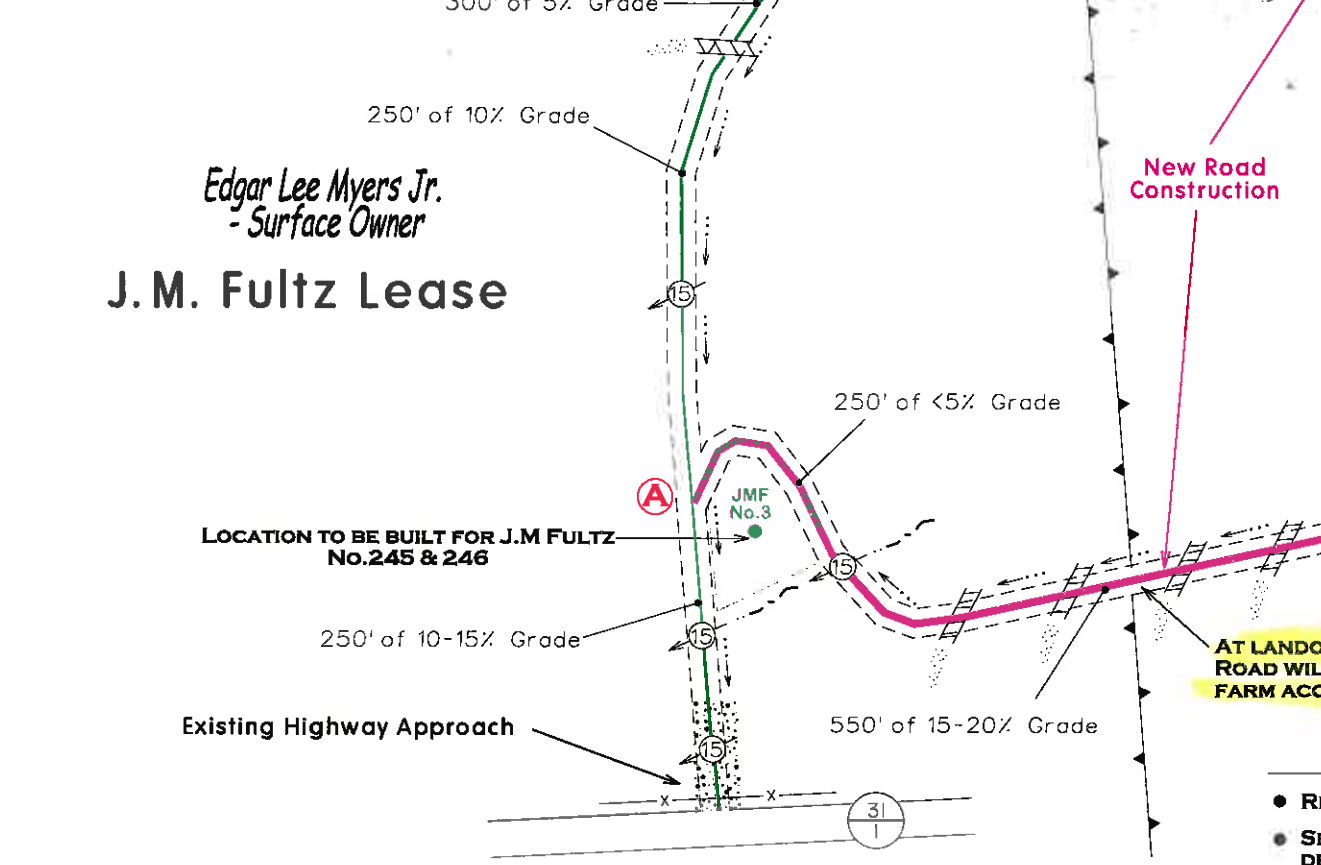 300' of 5% Grade
250' of 10% Grade
Edgar Lee Myers Jr.
- Surface Owner
J.M. Fultz Lease
New Road
Construction
15
250' of <5% Grade
A
JMF
No.3
LOCATION TO BE BUILT FOR J.M FULTZ
No.245 & 246
15
250' of 10-15% Grade
15
AT
ROAD
FARM
Existing Highway Approach
550' of 15-20% Grade
15
x x
31
1